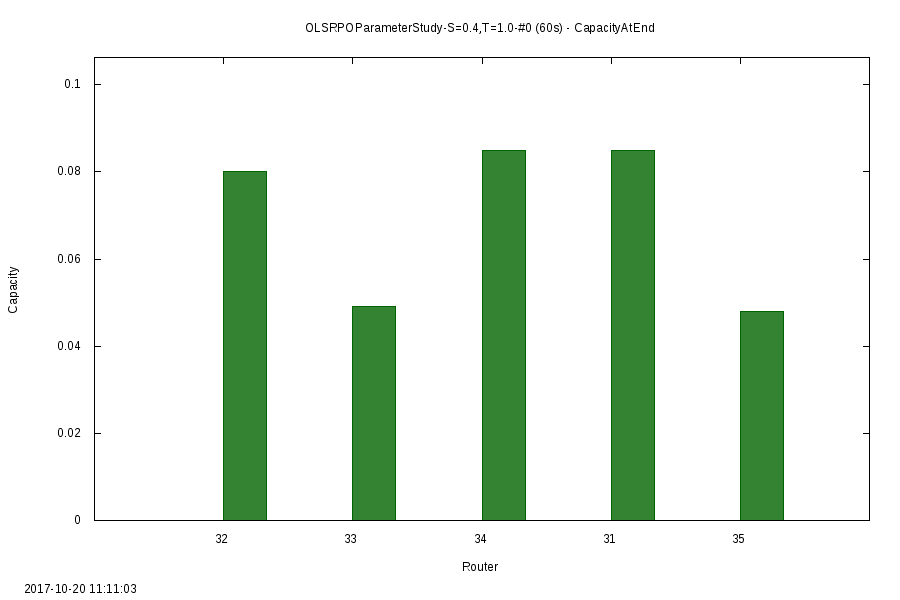 OLSRPOParameterStudy-S=0.4,T=1.0-#0 (60s) - CapacityAtEnd
0.1
0.08
0.06
0.04
0.02
0
Capacity
32 33 34 31 35
Router
2017-10-20 11:11:03